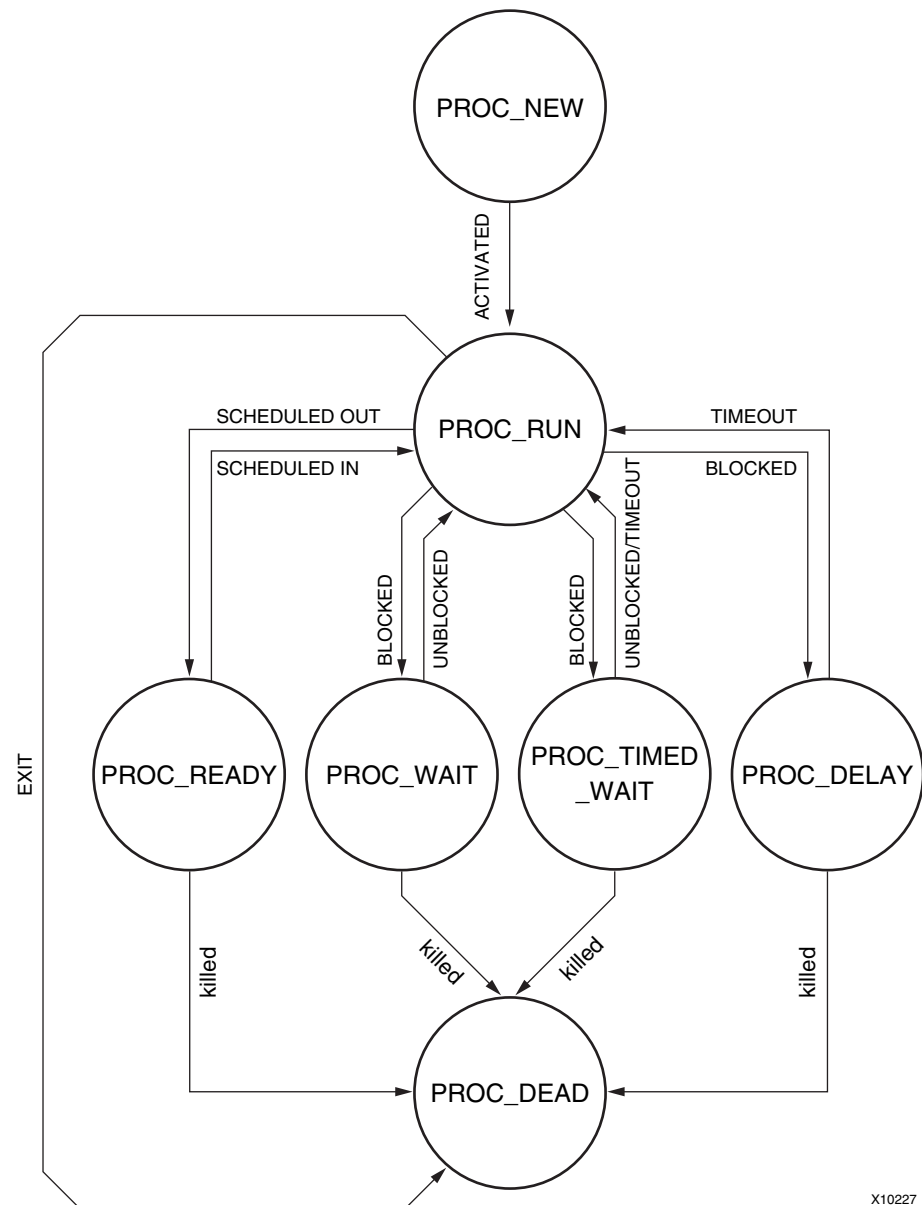 PROC_NEW
ACTIVATED
SCHEDULED OUT
PROC_RUN
TIMEOUT
SCHEDULED IN
BLOCKED
BLOCKED
UNBLOCKED
BLOCKED
UNBLOCKED/TIMEOUT
EXIT
PROC_READY
PROC_WAIT
PROC_TIMED
_WAIT
PROC_DELAY
killed
killed
killed
killed
PROC_DEAD
X10227